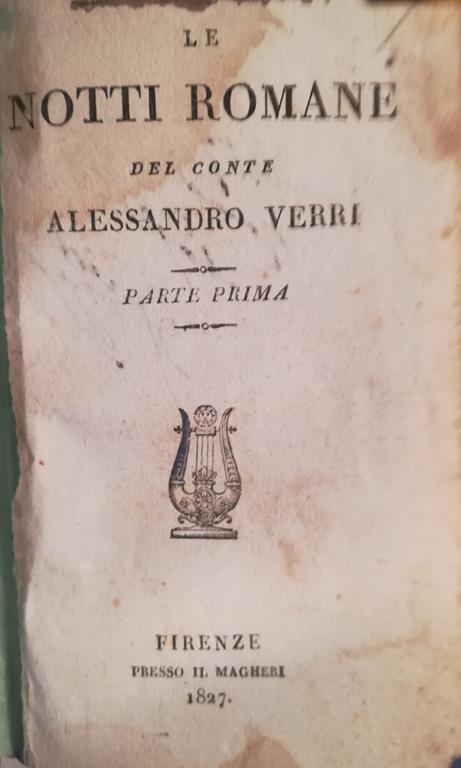 LE
NOTTI ROMANE
DEL CONTE
ALESSANDRO VERRI
PARTE PRIMA
FIRENZE
PRESSO IL MAGHERI
1827.